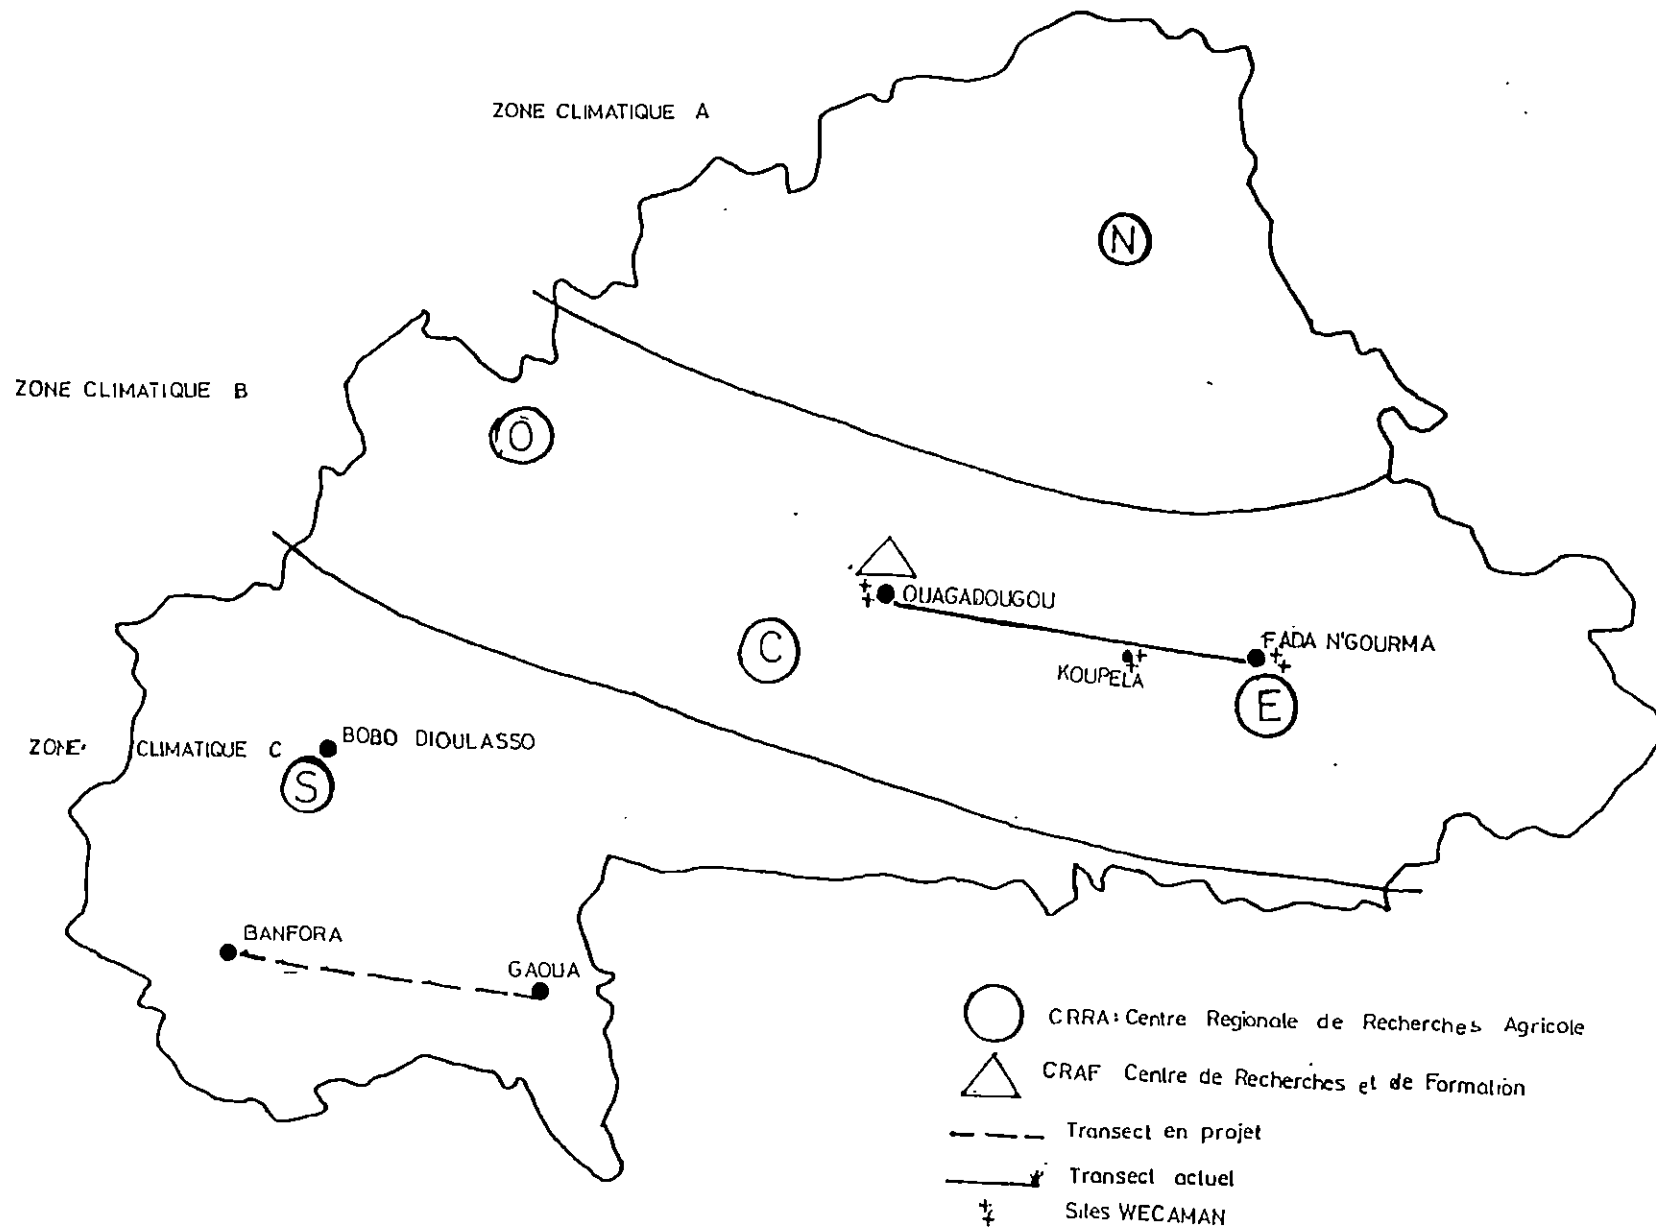 ZONE CLIMATIQUE A
N
ZONE CLIMATIQUE B
O
OUAGADOUGOU
C
FADA N'GOURMA
KOUPELA
E
BOBO DIOULASSO
ZONE CLIMATIQUE C
S
BANFORA
GAOUA
CRRA: Centre Regionale de Recherches Agricole
CRAF Centre de Recherches et de Formation
Transect en projet
Transect actuel
Sites WECAMAN